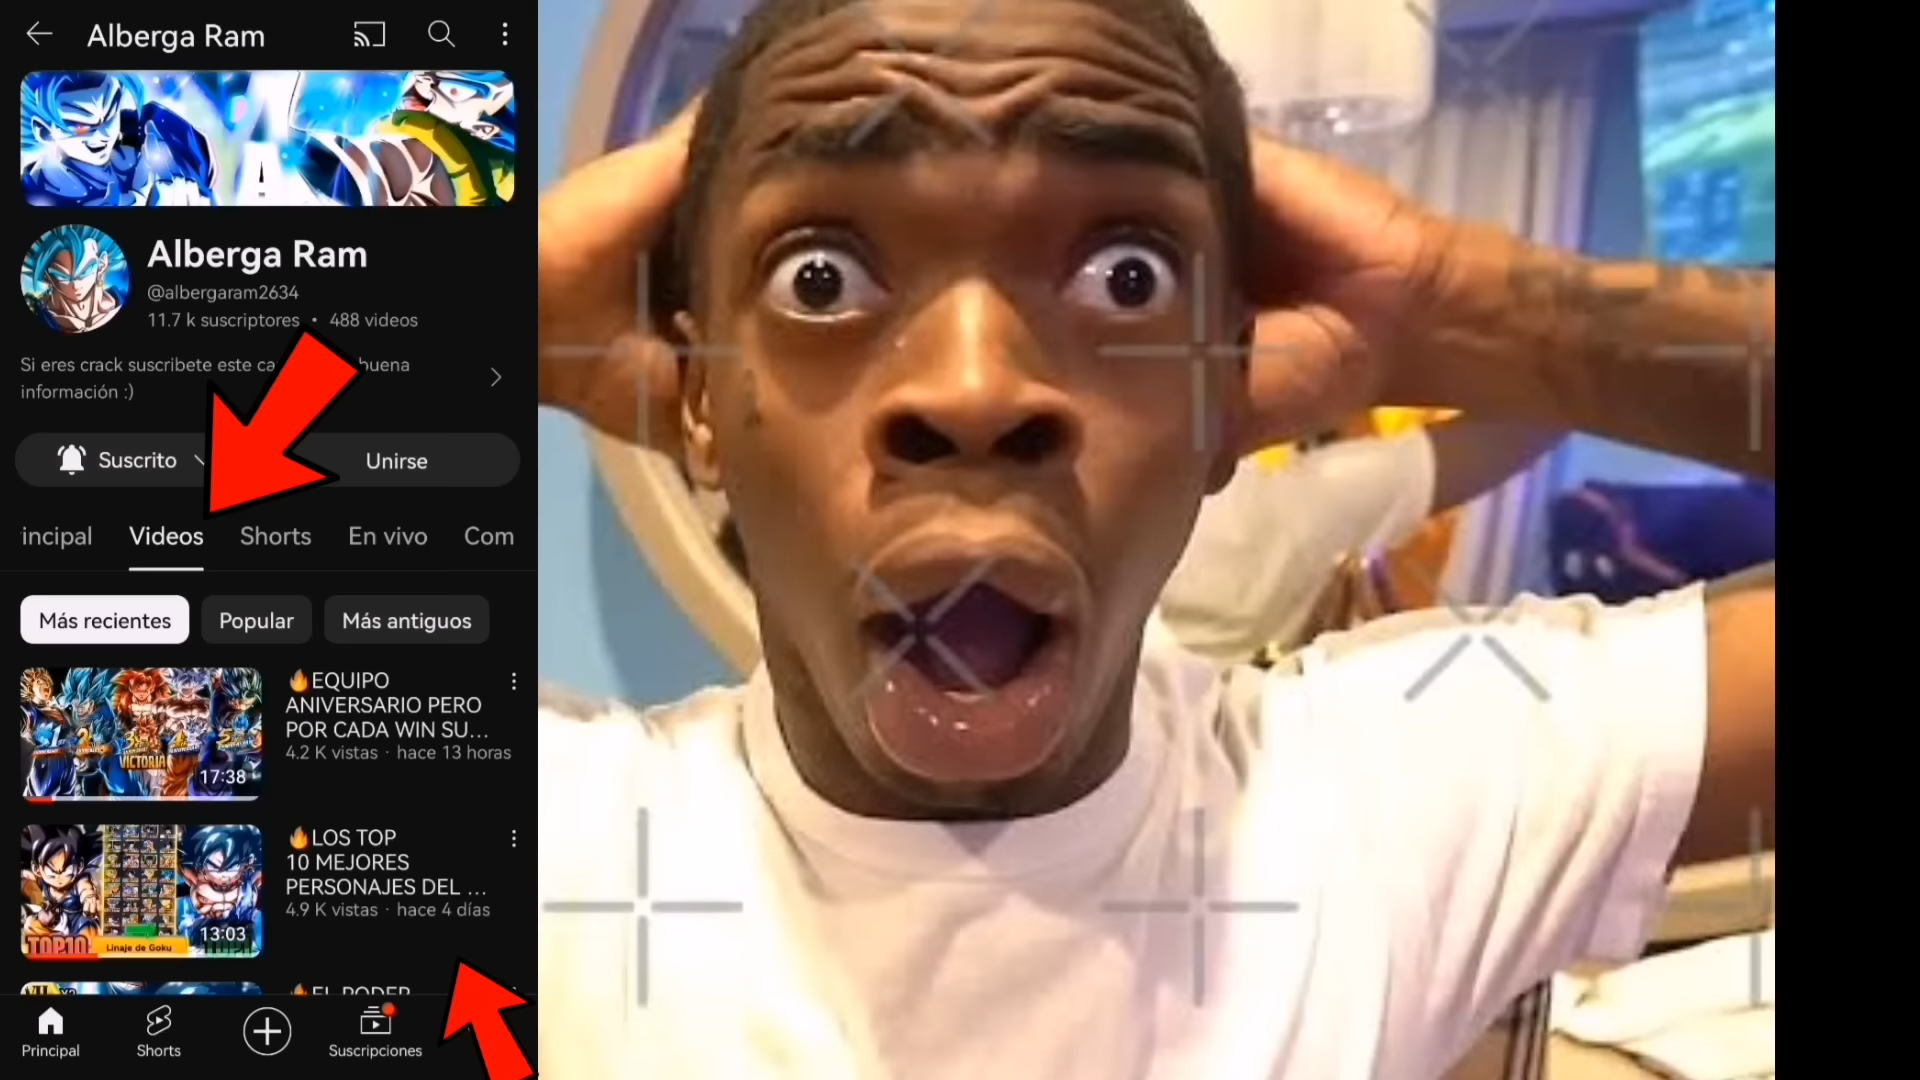 Alberga Ram
A
Alberga Ram
@albergaram2634
11.7 k suscriptores • 488 videos
Si eres crack suscribete este ca buena
información :)
Suscrito
Unirse
incipal Videos Shorts En vivo Com
Más recientes Popular Más antiguos
VICTORIA
17:38
🔥EQUIPO
ANIVERSARIO PERO
POR CADA WIN SU...
4.2 K vistas · hace 13 horas
TOP10
Linaje de Goku
13:03
🔥LOS TOP
10 MEJORES
PERSONAJES DEL ...
4.9 K vistas · hace 4 días
🔥EL PODER
Principal Shorts Suscripciones